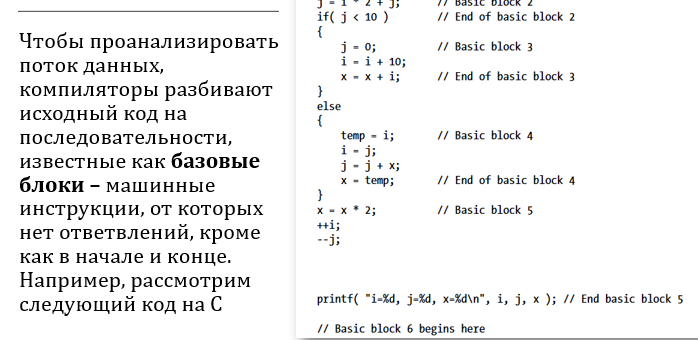 Чтобы проанализировать
поток данных,
компиляторы разбивают
исходный код на
последовательности,
известные как базовые
блоки – машинные
инструкции, от которых
нет ответвлений, кроме
как в начале и конце.
Например, рассмотрим
следующий код на С
j = i * 2 + j; // Basic block 2
if( j < 10 ) // End of basic block 2
{
j = 0; // Basic block 3
i = i + 10;
x = x + i; // End of basic block 3
}
else
{
temp = i; // Basic block 4
i = j;
j = j + x;
x = temp; // End of basic block 4
}
x = x * 2; // Basic block 5
++i;
--j;
printf( "i=%d, j=%d, x=%d\n", i, j, x ); // End basic block 5
// Basic block 6 begins here